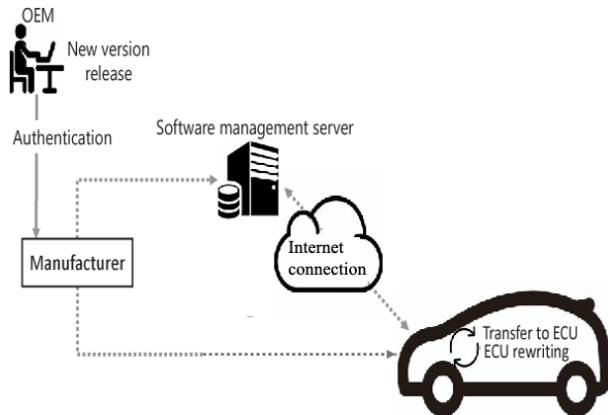 OEM
New version
release
Authentication
Software management server
Manufacturer
Internet
connection
Transfer to ECU
ECU rewriting